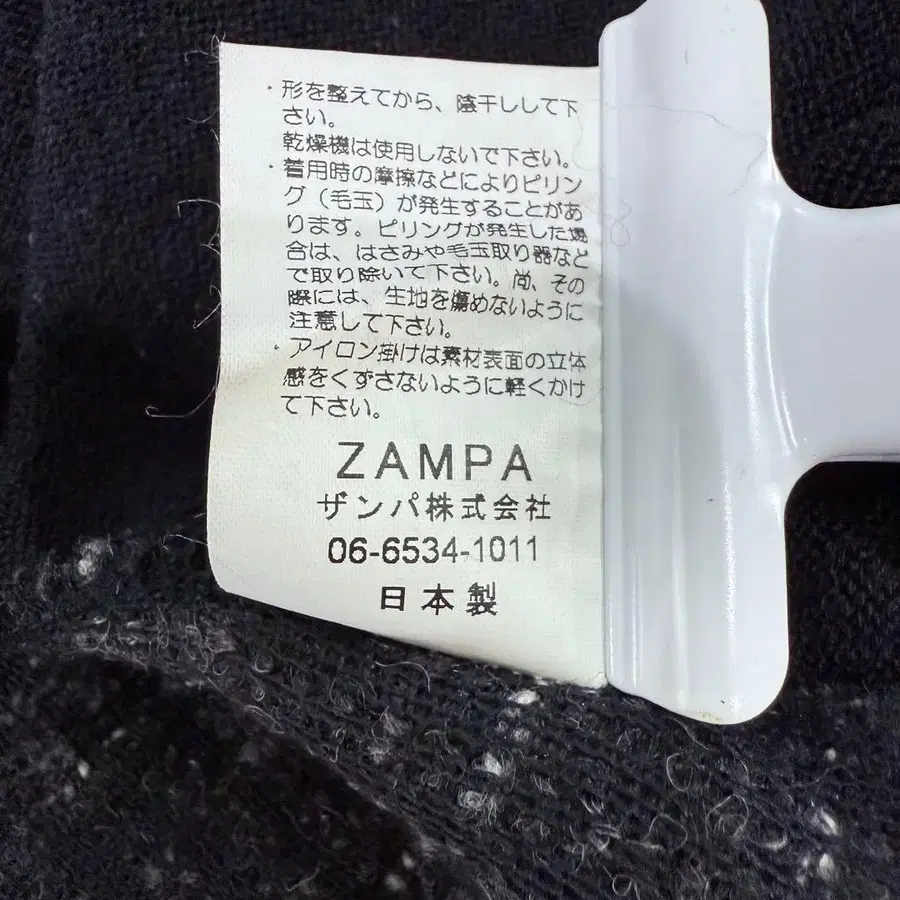 ・形を整えてから、陰干しして下
さい。
乾燥機は使用しないで下さい。
・着用時の摩擦などによりピリン
グ（毛玉）が発生することがあ
ります。ピリングが発生した場
合は、はさみや毛玉取り器など
で取り除いて下さい。尚、その
際には、生地を傷めないように
注意して下さい。
・アイロン掛けは素材表面の立体
感をくずさないように軽くかけ
て下さい。
ZAMPA
ザンパ株式会社
06-6534-1011
日本製